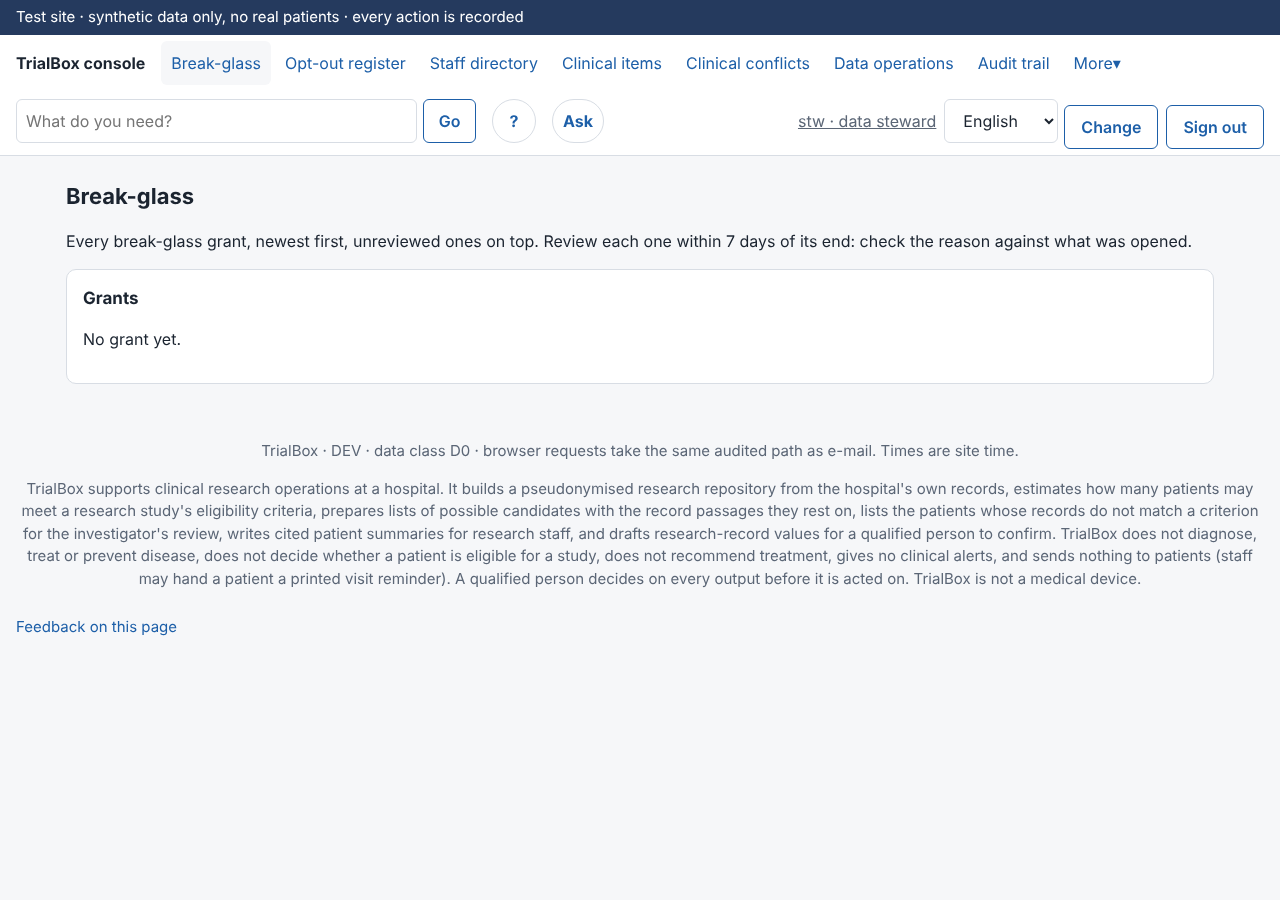 Test site · synthetic data only, no real patients · every action is recorded
TrialBox console Break-glass Opt-out register Staff directory Clinical items Clinical conflicts Data operations Audit trail More▾
What do you need? Go ? Ask stw · data steward English Change Sign out
Break-glass
Every break-glass grant, newest first, unreviewed ones on top. Review each one within 7 days of its end: check the reason against what was opened.
Grants
No grant yet.
TrialBox · DEV · data class D0 · browser requests take the same audited path as e-mail. Times are site time.
TrialBox supports clinical research operations at a hospital. It builds a pseudonymised research repository from the hospital's own records, estimates how many patients may
meet a research study's eligibility criteria, prepares lists of possible candidates with the record passages they rest on, lists the patients whose records do not match a criterion
for the investigator's review, writes cited patient summaries for research staff, and drafts research-record values for a qualified person to confirm. TrialBox does not diagnose,
treat or prevent disease, does not decide whether a patient is eligible for a study, does not recommend treatment, gives no clinical alerts, and sends nothing to patients (staff
may hand a patient a printed visit reminder). A qualified person decides on every output before it is acted on. TrialBox is not a medical device.
Feedback on this page